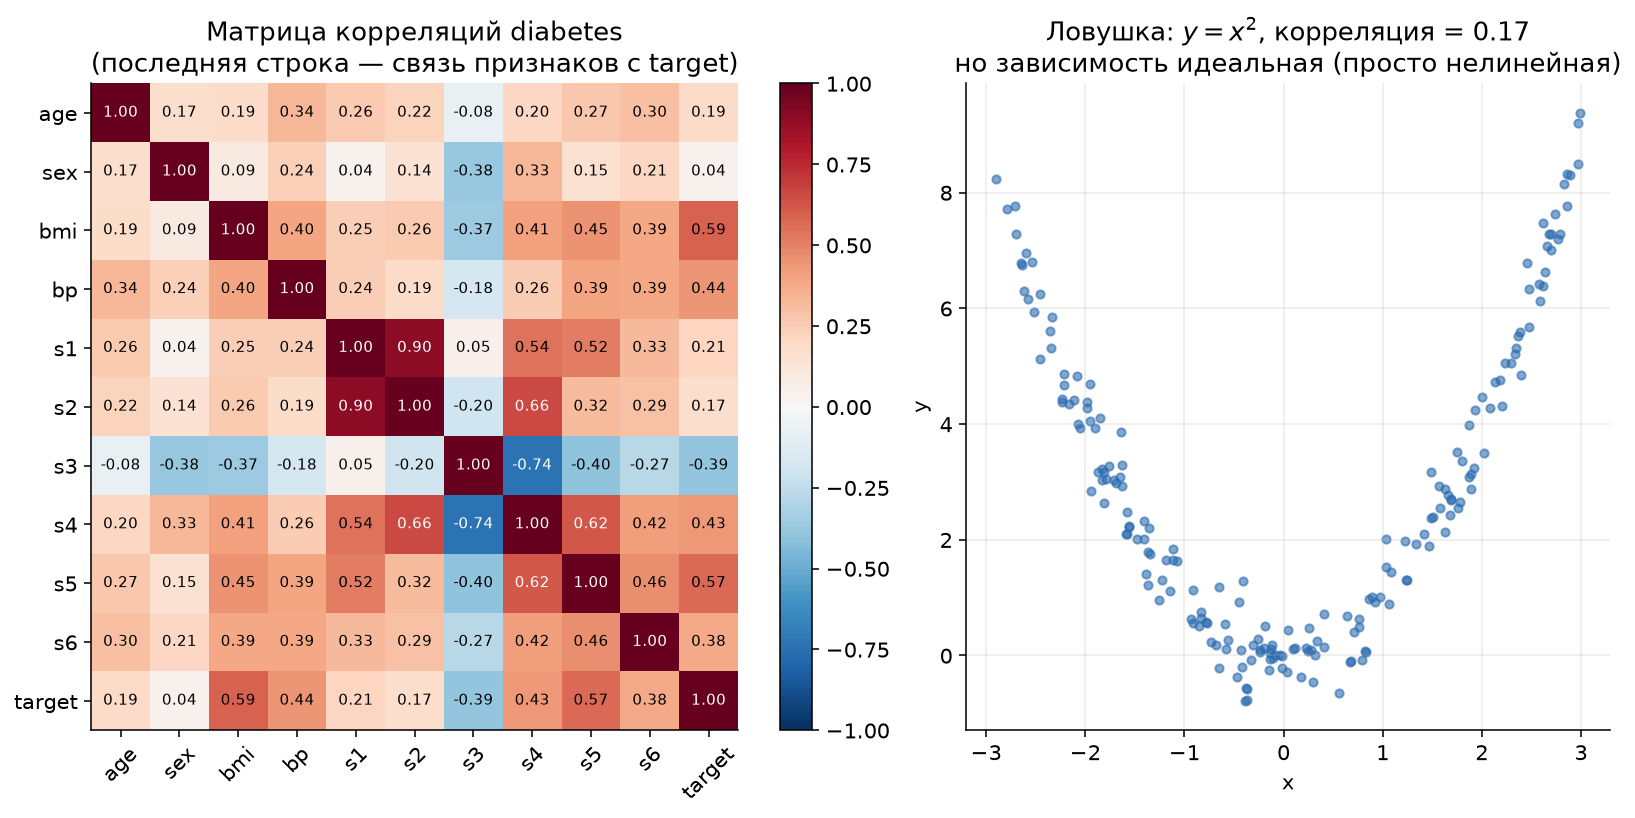 Матрица корреляций diabetes
(последняя строка — связь признаков с target)
age 1.00 0.17 0.19 0.34 0.26 0.22 -0.08 0.20 0.27 0.30 0.19
sex 0.17 1.00 0.09 0.24 0.04 0.14 -0.38 0.33 0.15 0.21 0.04
bmi 0.19 0.09 1.00 0.40 0.25 0.26 -0.37 0.41 0.45 0.39 0.59
bp 0.34 0.24 0.40 1.00 0.24 0.19 -0.18 0.26 0.39 0.39 0.44
s1 0.26 0.04 0.25 0.24 1.00 0.90 0.05 0.54 0.52 0.33 0.21
s2 0.22 0.14 0.26 0.19 0.90 1.00 -0.20 0.66 0.32 0.29 0.17
s3 -0.08 -0.38 -0.37 -0.18 0.05 -0.20 1.00 -0.74 -0.40 -0.27 -0.39
s4 0.20 0.33 0.41 0.26 0.54 0.66 -0.74 1.00 0.62 0.42 0.43
s5 0.27 0.15 0.45 0.39 0.52 0.32 -0.40 0.62 1.00 0.46 0.57
s6 0.30 0.21 0.39 0.39 0.33 0.29 -0.27 0.42 0.46 1.00 0.38
target 0.19 0.04 0.59 0.44 0.21 0.17 -0.39 0.43 0.57 0.38 1.00
age sex bmi bp s1 s2 s3 s4 s5 s6 target
1.00
0.75
0.50
0.25
0.00
−0.25
−0.50
−0.75
−1.00
Ловушка: y = x², корреляция = 0.17
но зависимость идеальная (просто нелинейная)
y
8
6
4
2
0
−3 −2 −1 0 1 2 3
x